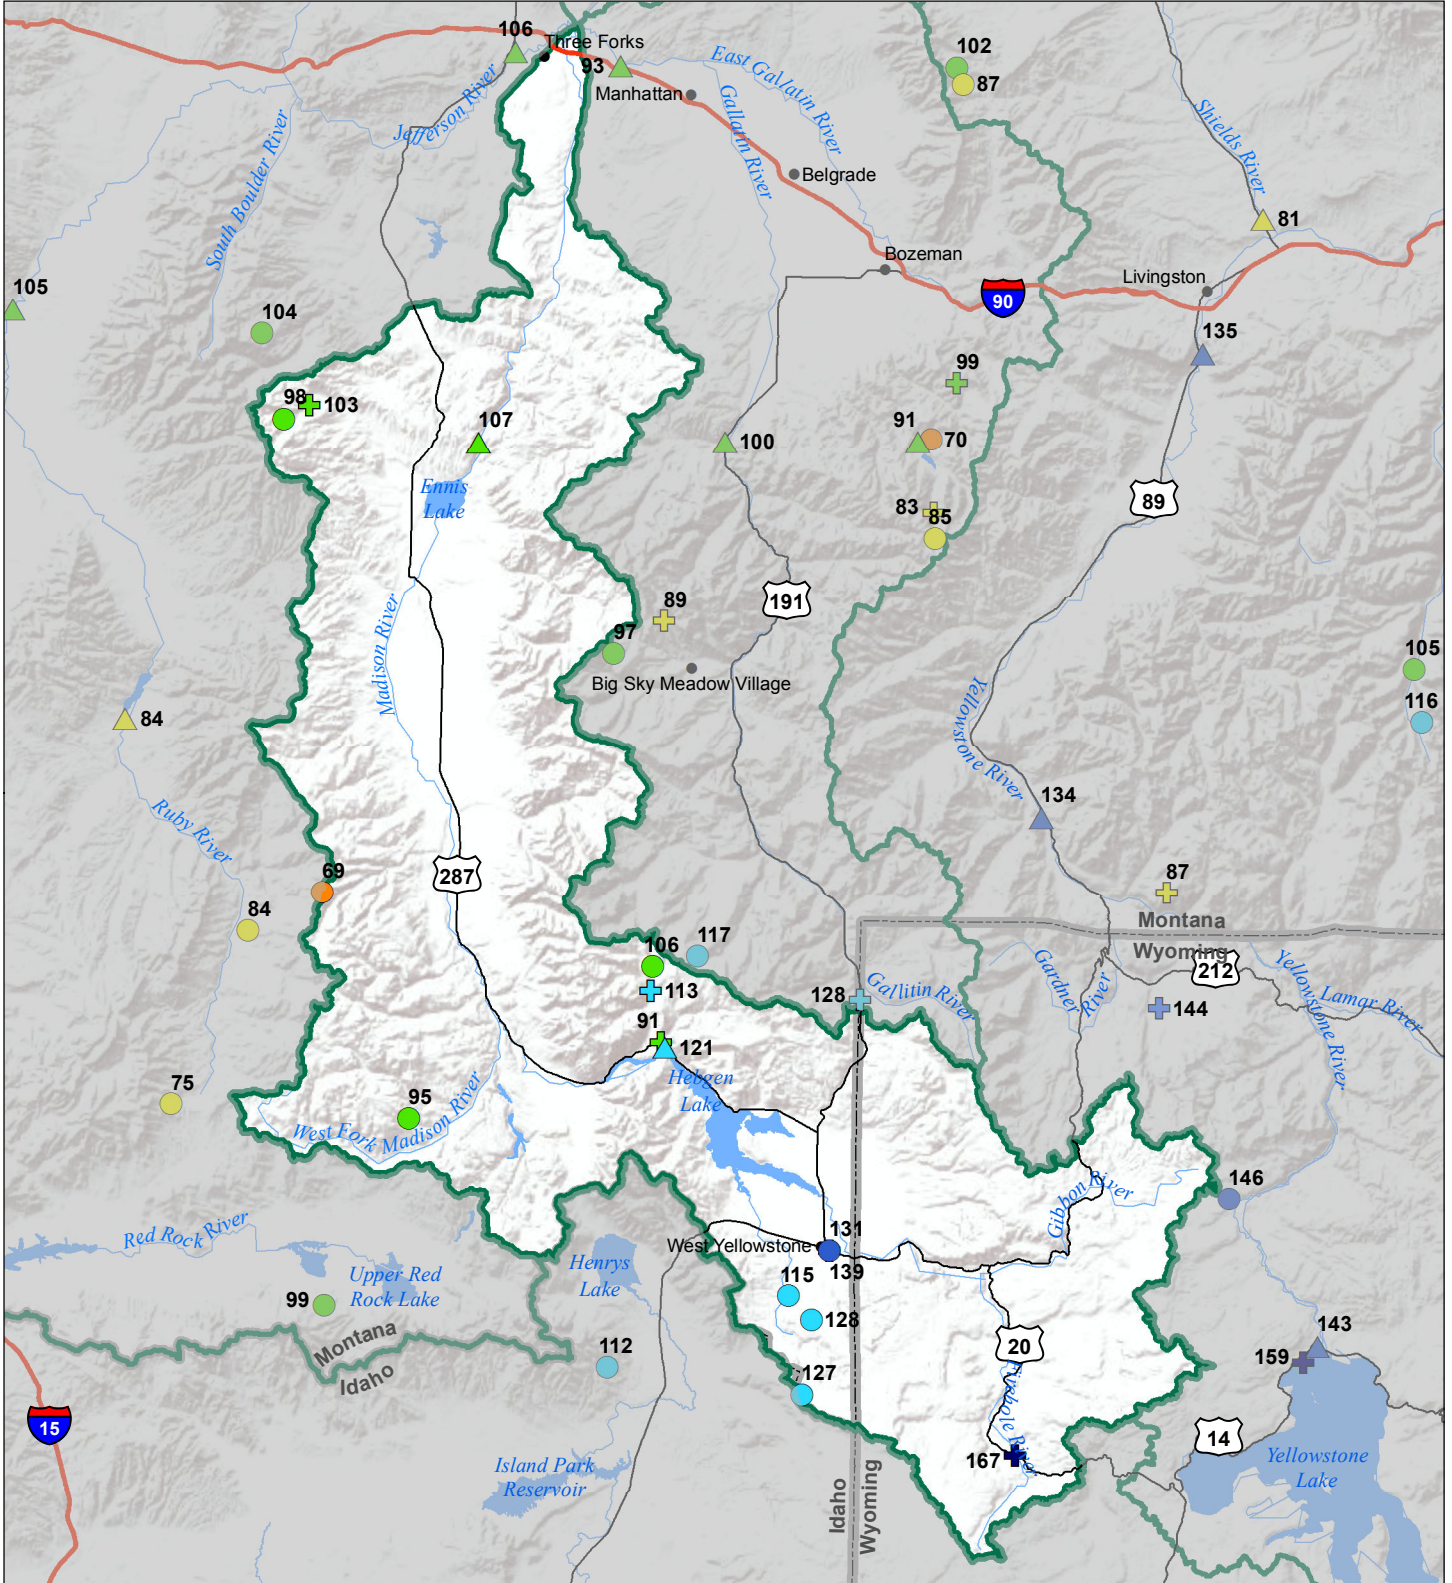 106
Three Forks
93
Manhattan
Jefferson River
East Gallatin River
Gallatin River
102
87
Shields River
South Boulder River
Belgrade
81
Bozeman
Livingston
90
105
104
135
98
103
99
107
100
91
70
Ennis
Lake
89
83
85
191
89
97
Big Sky Meadow Village
Madison River
105
116
84
Yellowstone River
134
Ruby River
69
287
84
87
Montana
Wyoming
106
117
212
113
128
Gallitin River
Gardner
River
144
Yellowstone River
Lamar River
91
121
Hebgen
Lake
75
95
West Fork Madison River
146
Gibbon River
Red Rock River
131
West Yellowstone
139
Henrys
Lake
Upper Red
Rock Lake
99
115
128
Montana
Idaho
112
127
20
143
159
Firehole River
15
14
Island Park
Reservoir
167
Yellowstone
Lake
Idaho
Wyoming